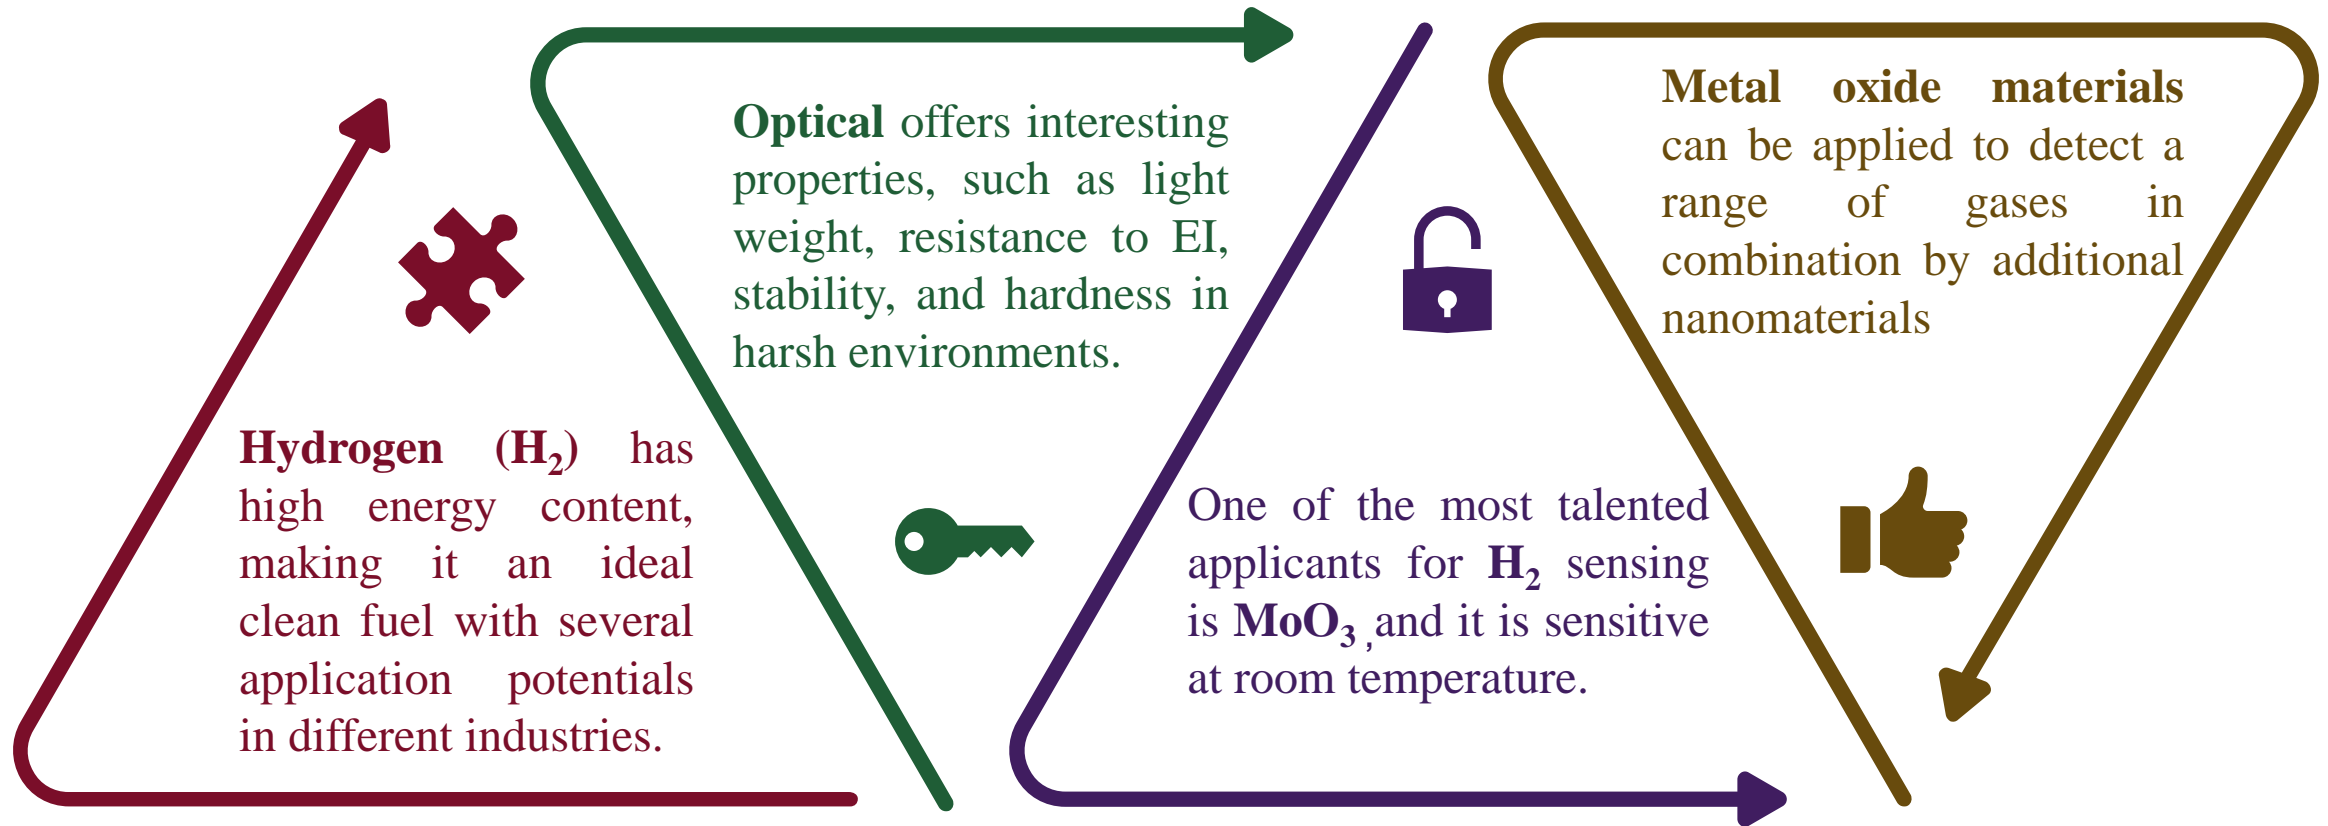 Hydrogen (H₂) has
high energy content,
making it an ideal
clean fuel with several
application potentials
in different industries.
Optical offers interesting
properties, such as light
weight, resistance to EI,
stability, and hardness in
harsh environments.
One of the most talented
applicants for H₂ sensing
is MoO₃ ,and it is sensitive
at room temperature.
Metal oxide materials
can be applied to detect a
range of gases in
combination by additional
nanomaterials